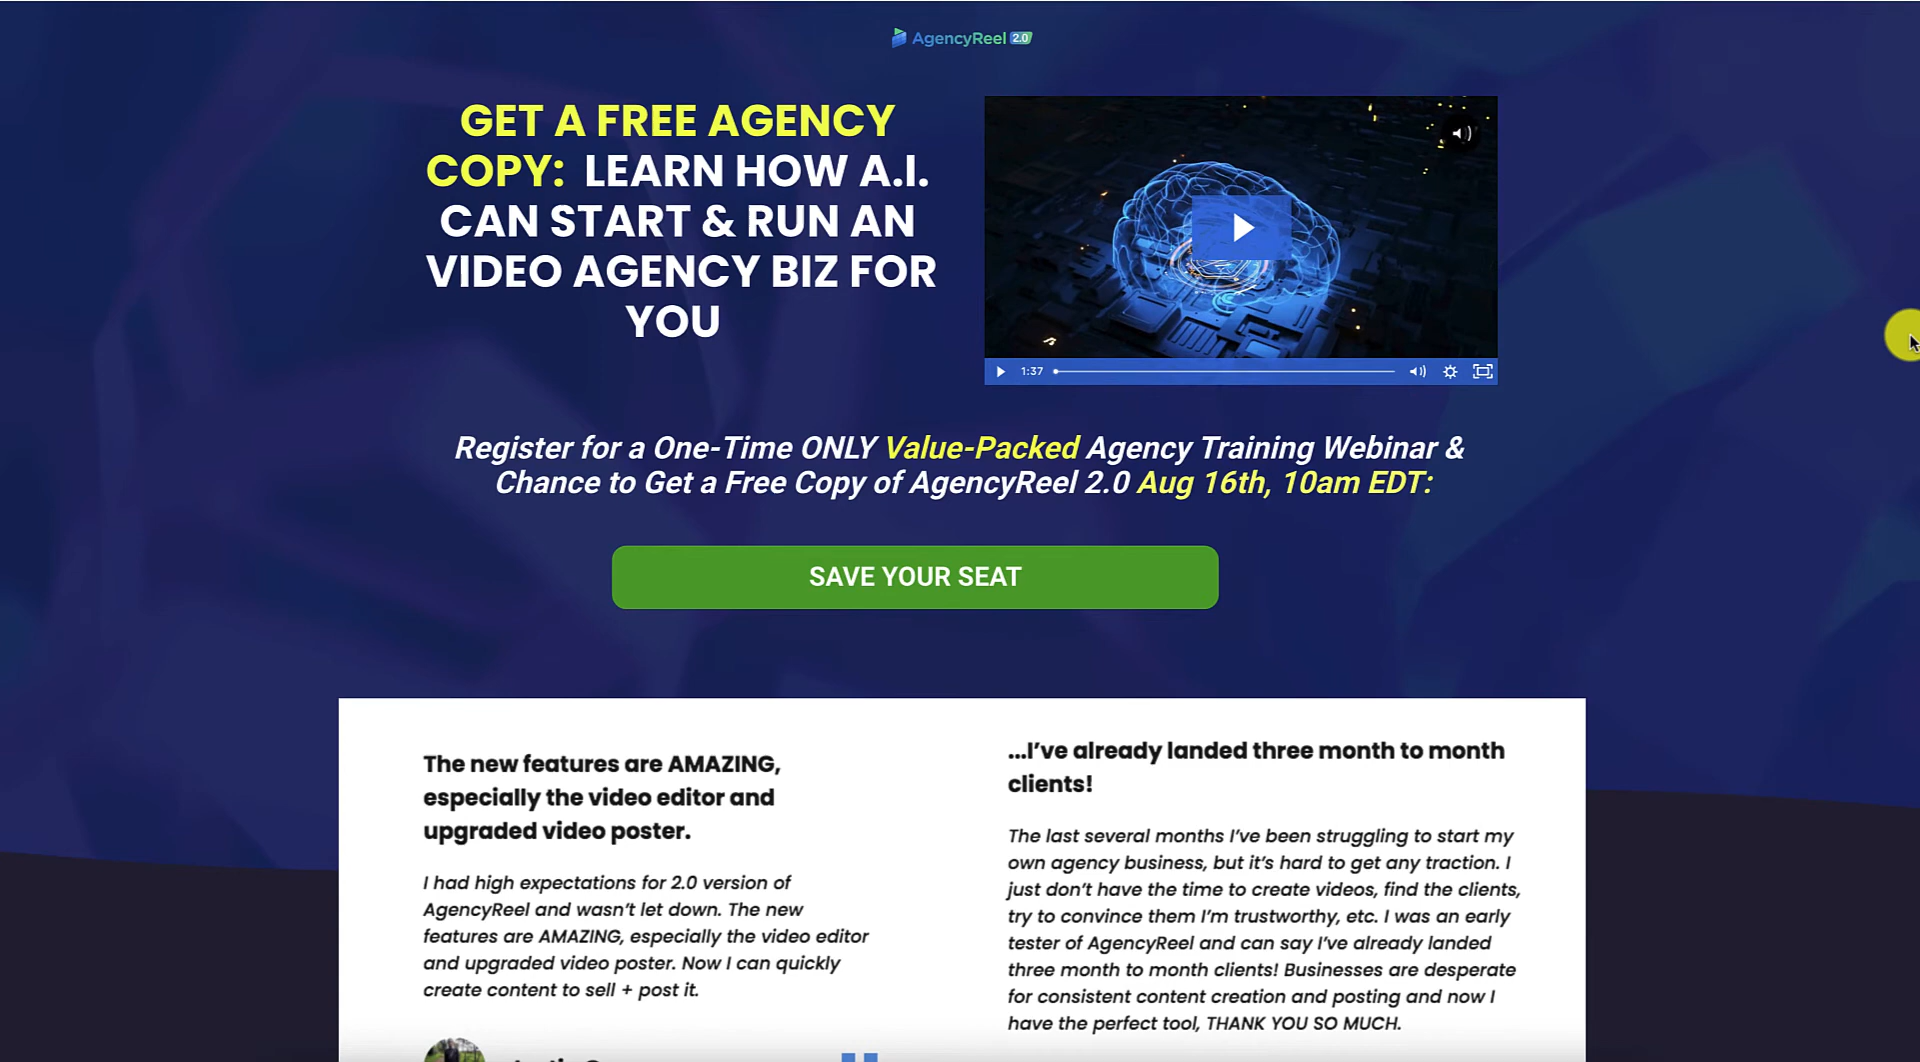 AgencyReel 2.0
GET A FREE AGENCY
COPY: LEARN HOW A.I.
CAN START & RUN AN
VIDEO AGENCY BIZ FOR
YOU
1:37
Register for a One-Time ONLY Value-Packed Agency Training Webinar &
Chance to Get a Free Copy of AgencyReel 2.0 Aug 16th, 10am EDT:
SAVE YOUR SEAT
The new features are AMAZING,
especially the video editor and
upgraded video poster.
I had high expectations for 2.0 version of
AgencyReel and wasn't let down. The new
features are AMAZING, especially the video editor
and upgraded video poster. Now I can quickly
create content to sell + post it.
...I've already landed three month to month
clients!
The last several months I've been struggling to start my
own agency business, but it's hard to get any traction. I
just don't have the time to create videos, find the clients,
try to convince them I'm trustworthy, etc. I was an early
tester of AgencyReel and can say I've already landed
three month to month clients! Businesses are desperate
for consistent content creation and posting and now I
have the perfect tool, THANK YOU SO MUCH.